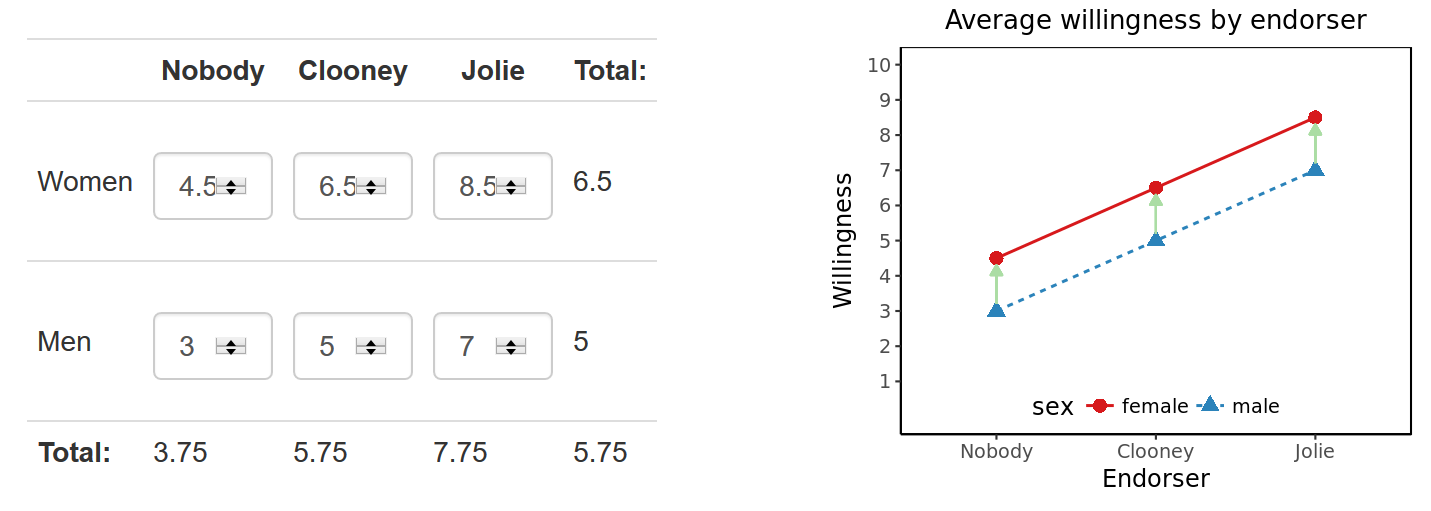 Nobody Clooney Jolie Total:
Women 4.5 6.5 8.5 6.5
Men 3 5 7 5
Total: 3.75 5.75 7.75 5.75
Average willingness by endorser
Willingness
10
9
8
7
6
5
4
3
2
1
sex female male
Nobody Clooney Jolie
Endorser